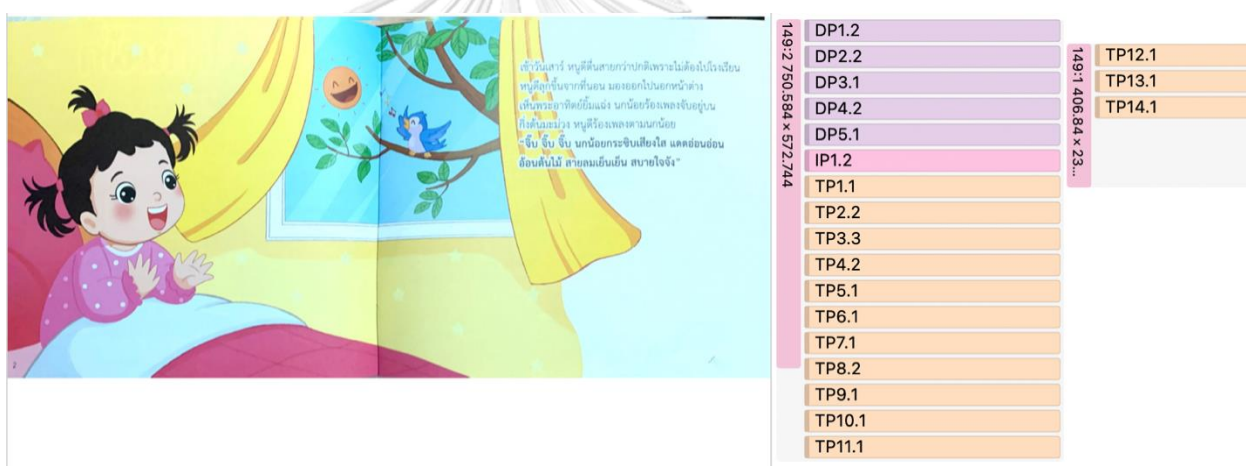 เช้าวันเสาร์ หนูดีตื่นสายกว่าปกติเพราะไม่ต้องไปโรงเรียน
หนูดีลุกขึ้นจากที่นอน มองออกไปนอกหน้าต่าง
เห็นพระอาทิตย์ยิ้มแฉ่ง นกน้อยร้องเพลงจับอยู่บน
กิ่งต้นมะม่วง หนูดีร้องเพลงตามนกน้อย
"จิ๊บ จิ๊บ จิ๊บ นกน้อยกระซิบเสียงใส แดดอ่อนอ่อน
อ้อนต้นไม้ สายลมเย็นเย็น สบายใจจัง"
2
149:2 750.584 x 572.744
DP1.2
DP2.2
DP3.1
DP4.2
DP5.1
IP1.2
TP1.1
TP2.2
TP3.3
TP4.2
TP5.1
TP6.1
TP7.1
TP8.2
TP9.1
TP10.1
TP11.1
149:1 406.84 x 23...
TP12.1
TP13.1
TP14.1